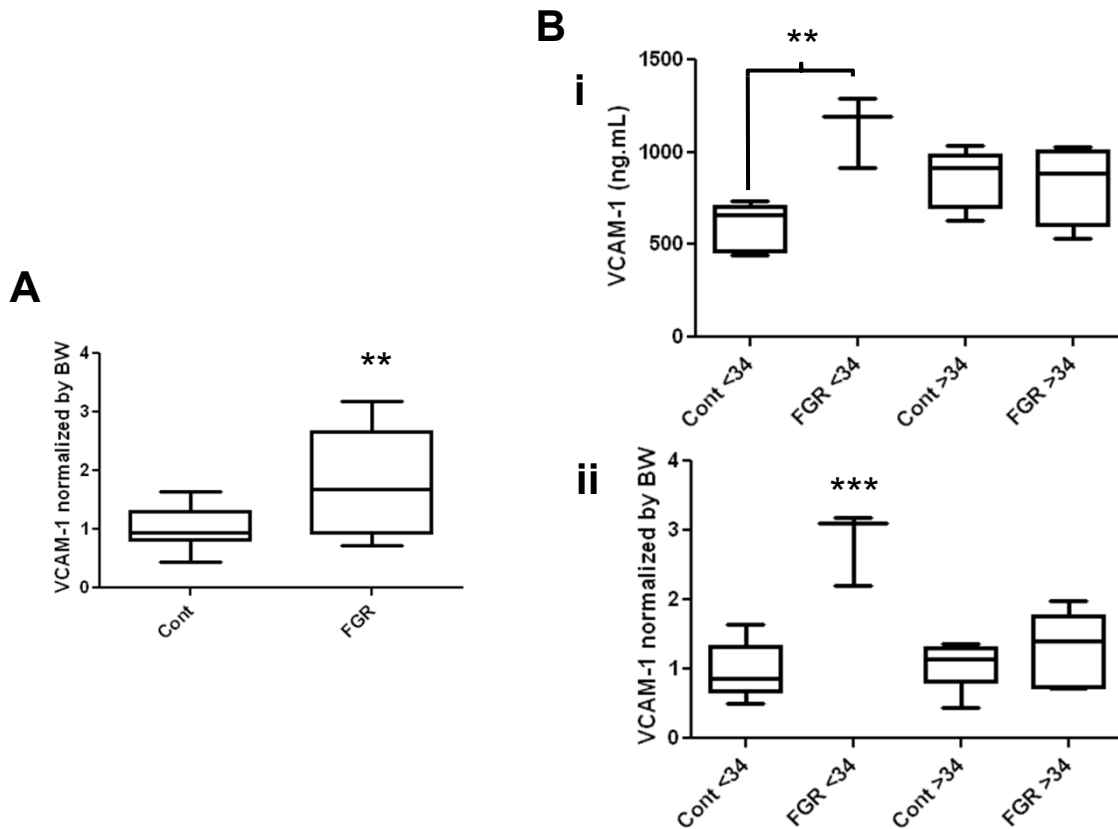 A
VCAM-1 normalized by BW
4
3
2
1
0
**
Cont
FGR
B
i
VCAM-1 (ng.mL)
1500
1000
500
0
**
Cont <34
FGR <34
Cont >34
FGR >34
ii
VCAM-1 normalized by BW
4
3
2
1
0
***
Cont <34
FGR <34
Cont >34
FGR >34